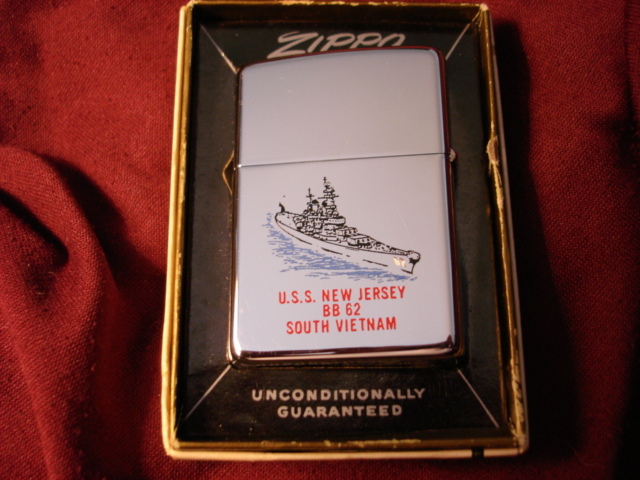 ZIPPO
U.S.S. NEW JERSEY
BB 62
SOUTH VIETNAM
UNCONDITIONALLY
GUARANTEED